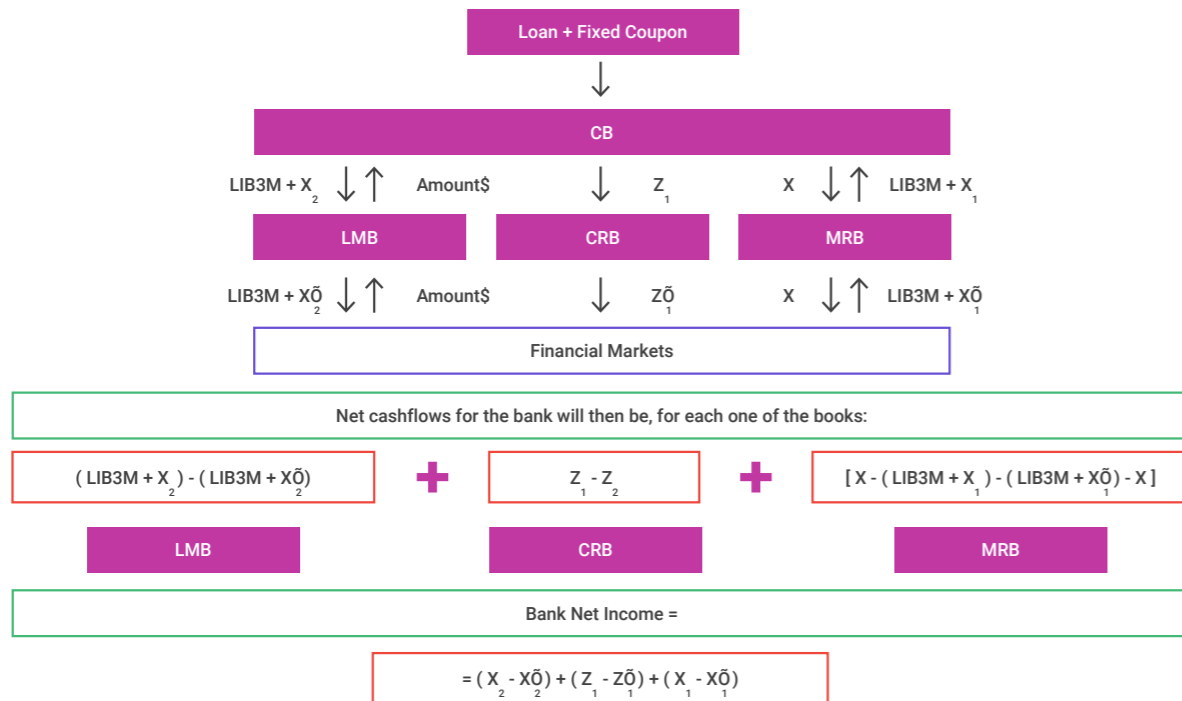 Loan + Fixed Coupon
CB
LIB3M + X₂ Amount$ Z₁ X LIB3M + X₁
LMB CRB MRB
LIB3M + XÕ₂ Amount$ ZÕ₁ X LIB3M + XÕ₁
Financial Markets
Net cashflows for the bank will then be, for each one of the books:
( LIB3M + X₂ ) - ( LIB3M + XÕ₂) + Z₁ - Z₂ + [ X - ( LIB3M + X₁ ) - ( LIB3M + XÕ₁ ) - X ]
LMB CRB MRB
Bank Net Income =
= ( X₂ - XÕ₂ ) + ( Z₁ - ZÕ₁ ) + ( X₁ - XÕ₁ )